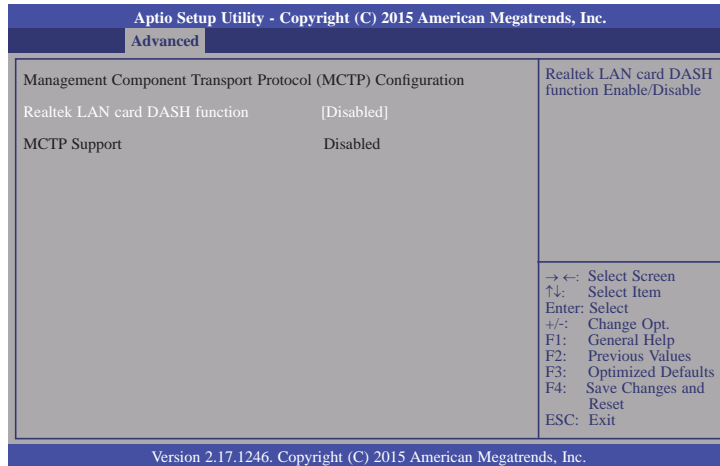 Aptio Setup Utility - Copyright (C) 2015 American Megatrends, Inc.
Advanced
Management Component Transport Protocol (MCTP) Configuration
Realtek LAN card DASH function [Disabled]
MCTP Support Disabled
Realtek LAN card DASH
function Enable/Disable
→ ←: Select Screen
↑↓: Select Item
Enter: Select
+/-: Change Opt.
F1: General Help
F2: Previous Values
F3: Optimized Defaults
F4: Save Changes and
Reset
ESC: Exit
Version 2.17.1246. Copyright (C) 2015 American Megatrends, Inc.